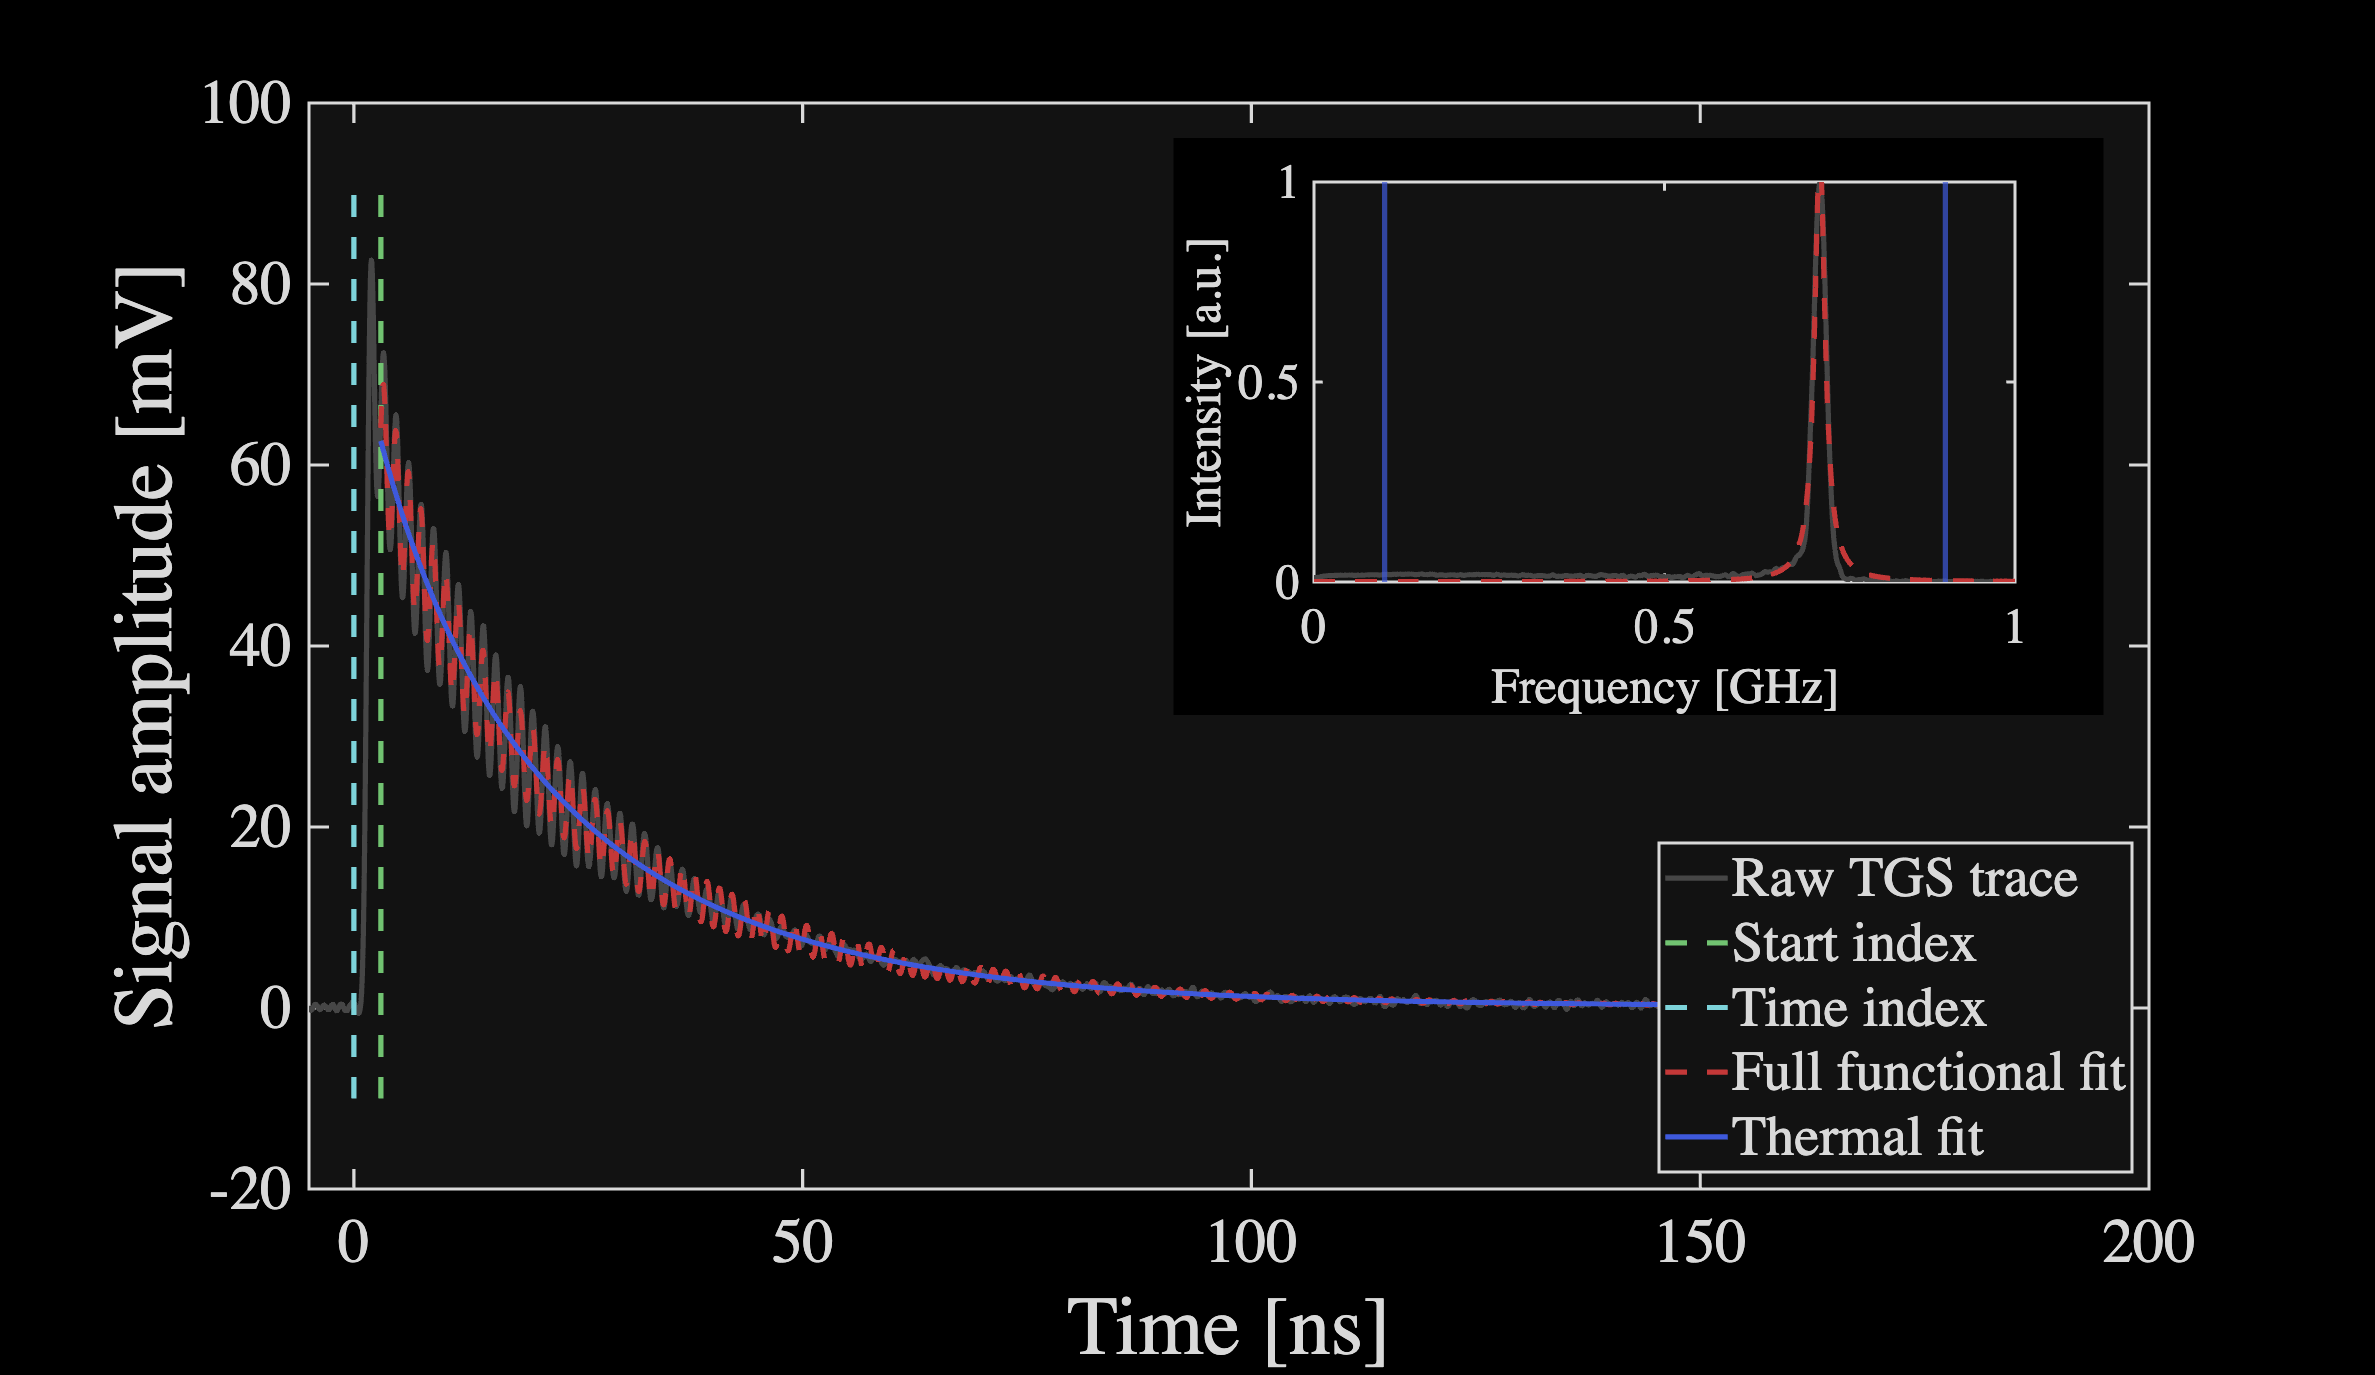 100
80
60
40
20
0
-20
Signal amplitude [mV]
0
50
100
150
200
Time [ns]
1
0.5
0
Intensity [a.u.]
0
0.5
1
Frequency [GHz]
Raw TGS trace
Start index
Time index
Full functional fit
Thermal fit